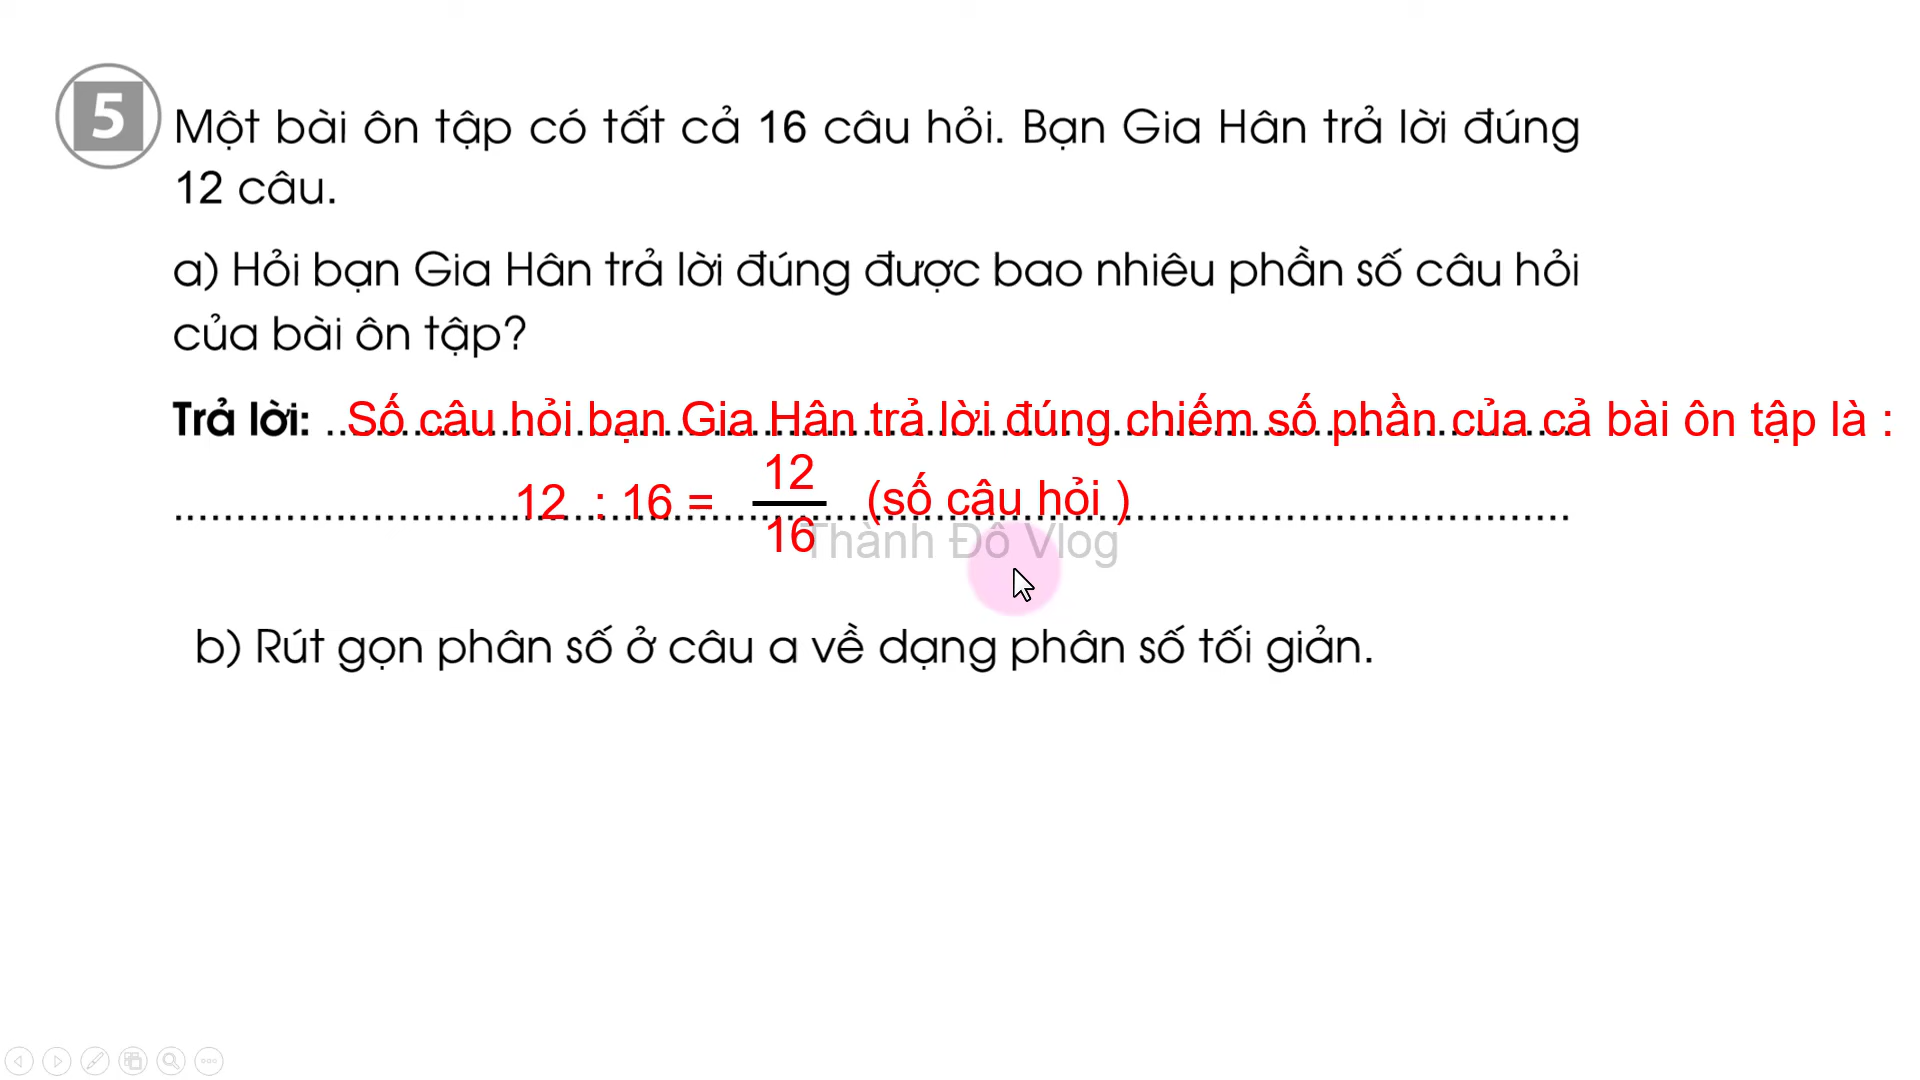 5
Một bài ôn tập có tất cả 16 câu hỏi. Bạn Gia Hân trả lời đúng
12 câu.
a) Hỏi bạn Gia Hân trả lời đúng được bao nhiêu phần số câu hỏi
của bài ôn tập?
Trả lời: Số câu hỏi bạn Gia Hân trả lời đúng chiếm số phần của cả bài ôn tập là :
12 : 16 = 12/16 (số câu hỏi )
Thành Đô Vlog
b) Rút gọn phân số ở câu a về dạng phân số tối giản.